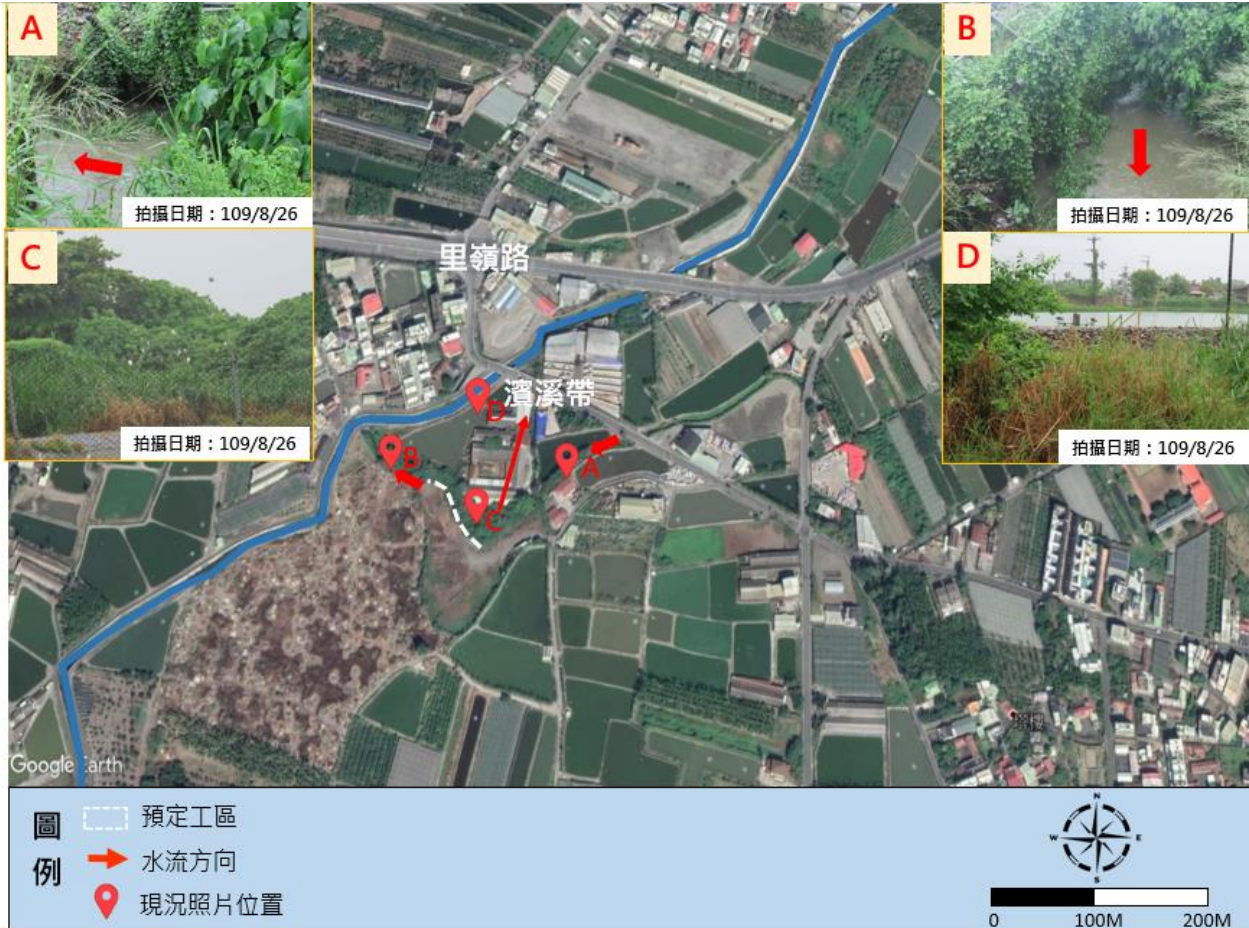 A
拍攝日期：109/8/26
B
拍攝日期：109/8/26
C
拍攝日期：109/8/26
D
拍攝日期：109/8/26
里嶺路
濱溪帶
D
B
A
C
Google Earth
圖例
預定工區
水流方向
現況照片位置
N
W
E
S
0
100M
200M